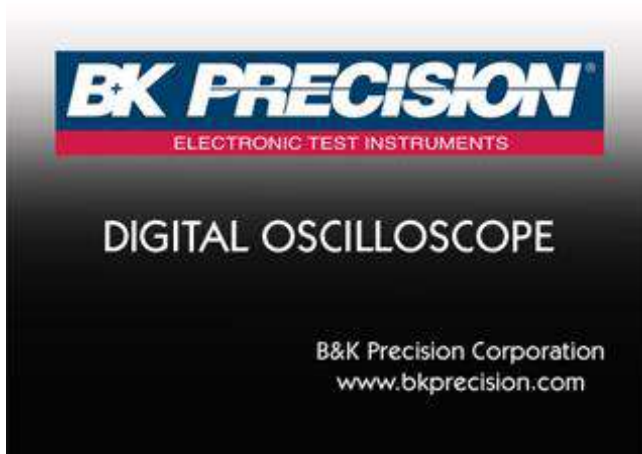 BK PRECISION®
ELECTRONIC TEST INSTRUMENTS
DIGITAL OSCILLOSCOPE
B&K Precision Corporation
www.bkprecision.com